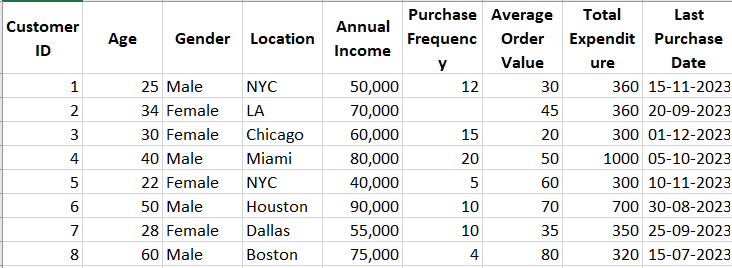 Customer ID Age Gender Location Annual Income Purchase Frequency Average Order Value Total Expenditure Last Purchase Date
1 25 Male NYC 50,000 12 30 360 15-11-2023
2 34 Female LA 70,000 45 360 20-09-2023
3 30 Female Chicago 60,000 15 20 300 01-12-2023
4 40 Male Miami 80,000 20 50 1000 05-10-2023
5 22 Female NYC 40,000 5 60 300 10-11-2023
6 50 Male Houston 90,000 10 70 700 30-08-2023
7 28 Female Dallas 55,000 10 35 350 25-09-2023
8 60 Male Boston 75,000 4 80 320 15-07-2023